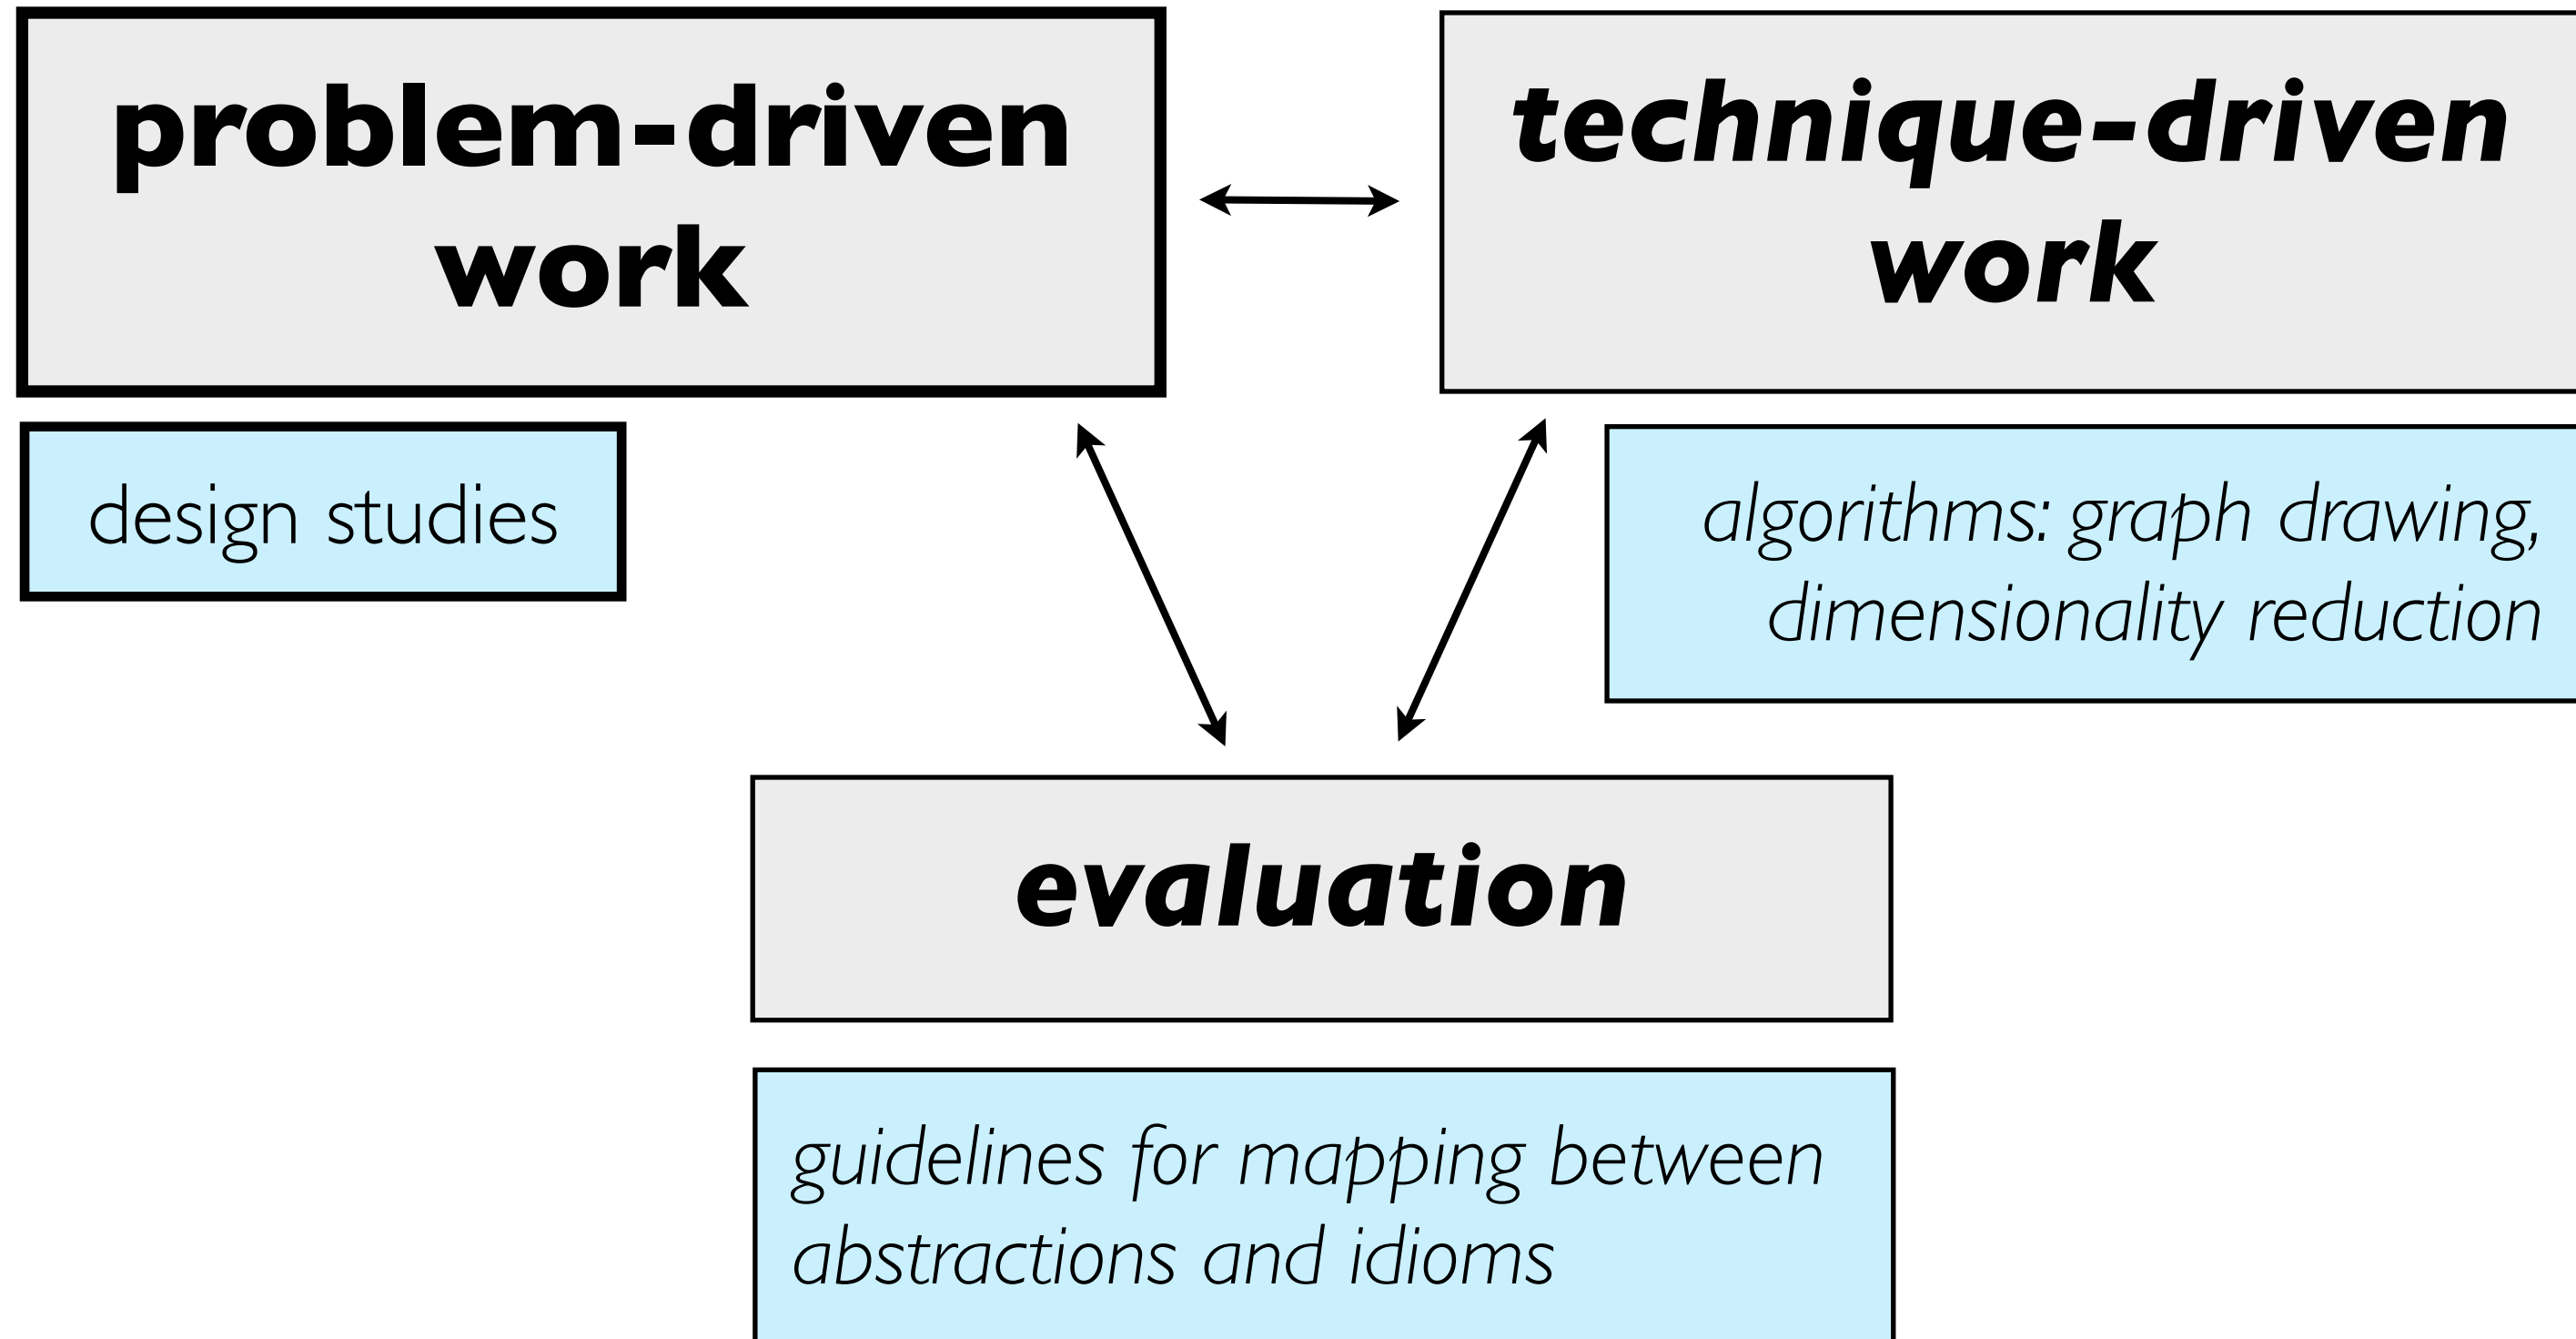 problem-driven
work
technique-driven
work
design studies
algorithms: graph drawing,
dimensionality reduction
evaluation
guidelines for mapping between
abstractions and idioms